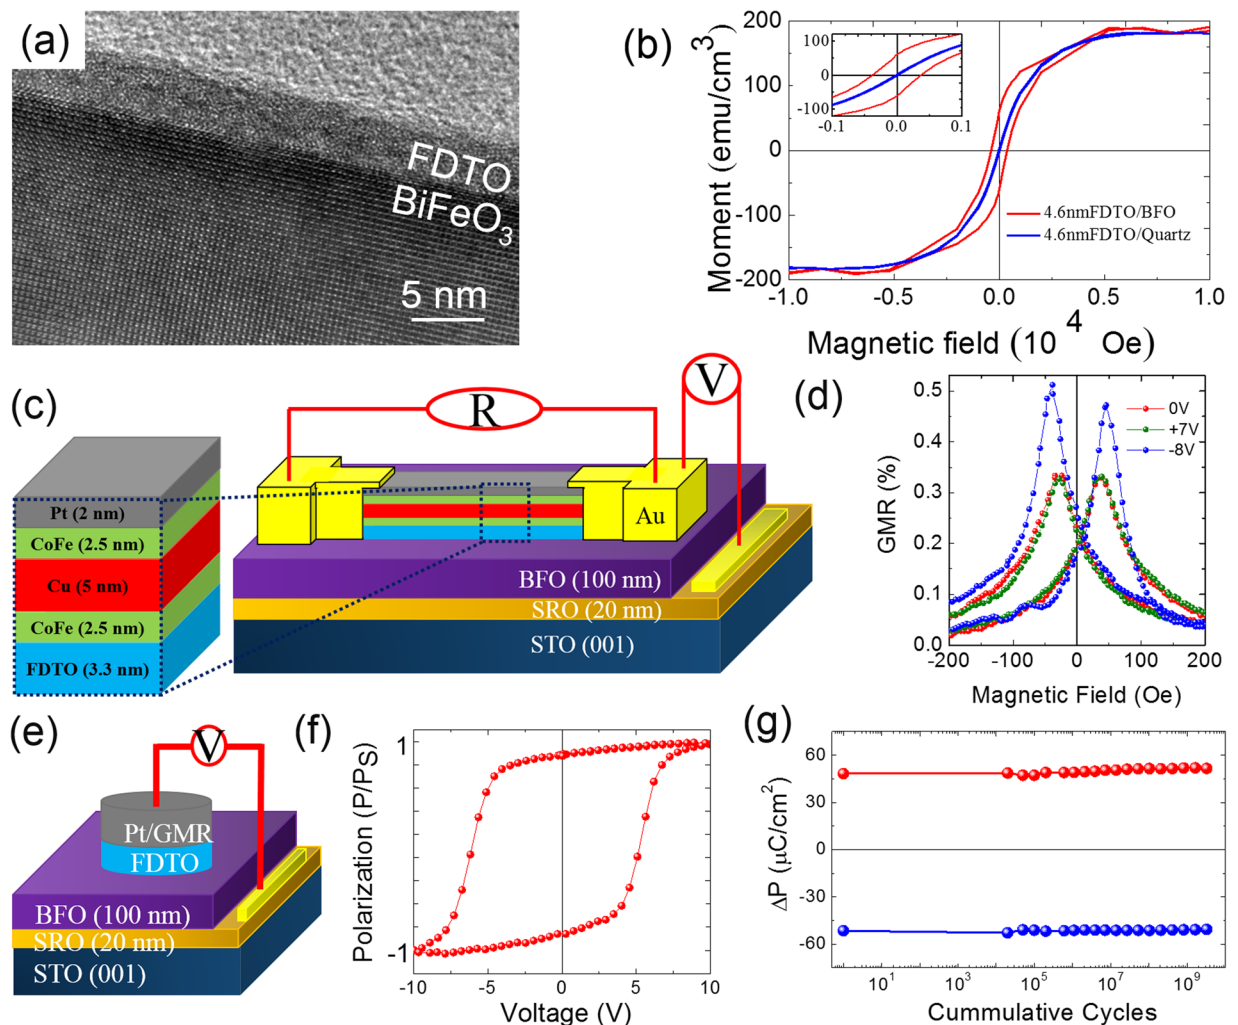 (a)
FDTO
BiFeO3
5 nm
(b)
Moment (emu/cm3)
200
100
0
-100
-200
100
0
-100
-0.1 0.0 0.1
4.6nmFDTO/BFO
4.6nmFDTO/Quartz
-1.0 -0.5 0.0 0.5 1.0
Magnetic field (10 4 Oe)
(c)
R
V
Pt (2 nm)
CoFe (2.5 nm)
Cu (5 nm)
CoFe (2.5 nm)
FDTO (3.3 nm)
Au
BFO (100 nm)
SRO (20 nm)
STO (001)
(d)
GMR (%)
0.5
0.4
0.3
0.2
0.1
0.0
0V
+7V
-8V
-200 -100 0 100 200
Magnetic Field (Oe)
(e)
V
Pt/GMR
FDTO
BFO (100 nm)
SRO (20 nm)
STO (001)
(f)
Polarization (P/PS)
1
-1
-10 -5 0 5 10
Voltage (V)
(g)
ΔP (μC/cm2)
60
30
0
-30
-60
101 103 105 107 109
Cummulative Cycles